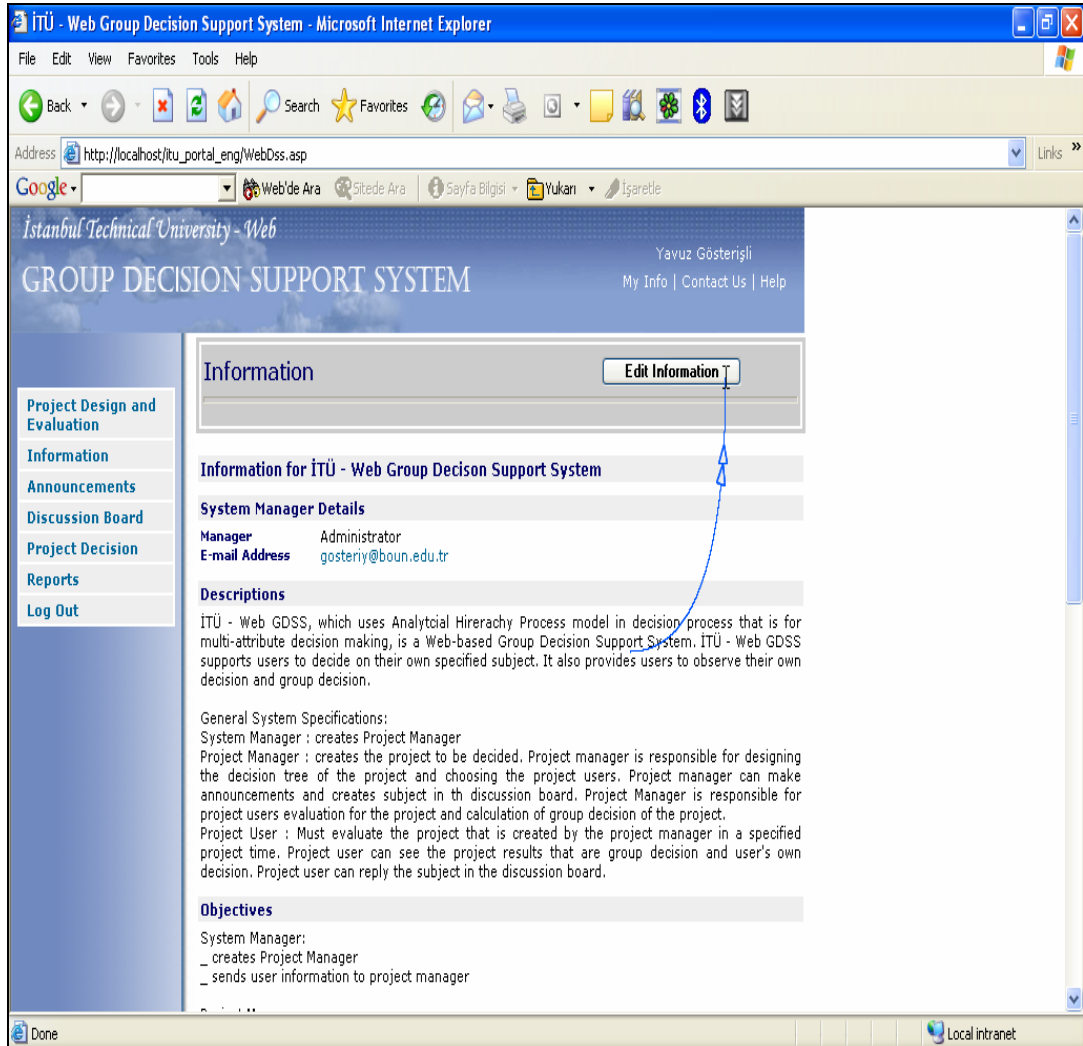 İTÜ - Web Group Decision Support System - Microsoft Internet Explorer
File Edit View Favorites Tools Help
Back Search Favorites
Address http://localhost/itu_portal_eng/WebDss.asp Links »
Google Web'de Ara Sitede Ara Sayfa Bilgisi Yukarı İşaretle
İstanbul Technical University - Web
Yavuz Gösterişli
GROUP DECISION SUPPORT SYSTEM
My Info | Contact Us | Help
Information
Edit Information
Project Design and
Evaluation
Information
Announcements
Discussion Board
Project Decision
Reports
Log Out
Information for İTÜ - Web Group Decison Support System
System Manager Details
Manager Administrator
E-mail Address gosteriy@boun.edu.tr
Descriptions
İTÜ - Web GDSS, which uses Analytcial Hirerachy Process model in decision process that is for
multi-attribute decision making, is a Web-based Group Decision Support System. İTÜ - Web GDSS
supports users to decide on their own specified subject. It also provides users to observe their own
decision and group decision.
General System Specifications:
System Manager : creates Project Manager
Project Manager : creates the project to be decided. Project manager is responsible for designing
the decision tree of the project and choosing the project users. Project manager can make
announcements and creates subject in th discussion board. Project Manager is responsible for
project users evaluation for the project and calculation of group decision of the project.
Project User : Must evaluate the project that is created by the project manager in a specified
project time. Project user can see the project results that are group decision and user's own
decision. Project user can reply the subject in the discussion board.
Objectives
System Manager:
_ creates Project Manager
_ sends user information to project manager
Done Local intranet